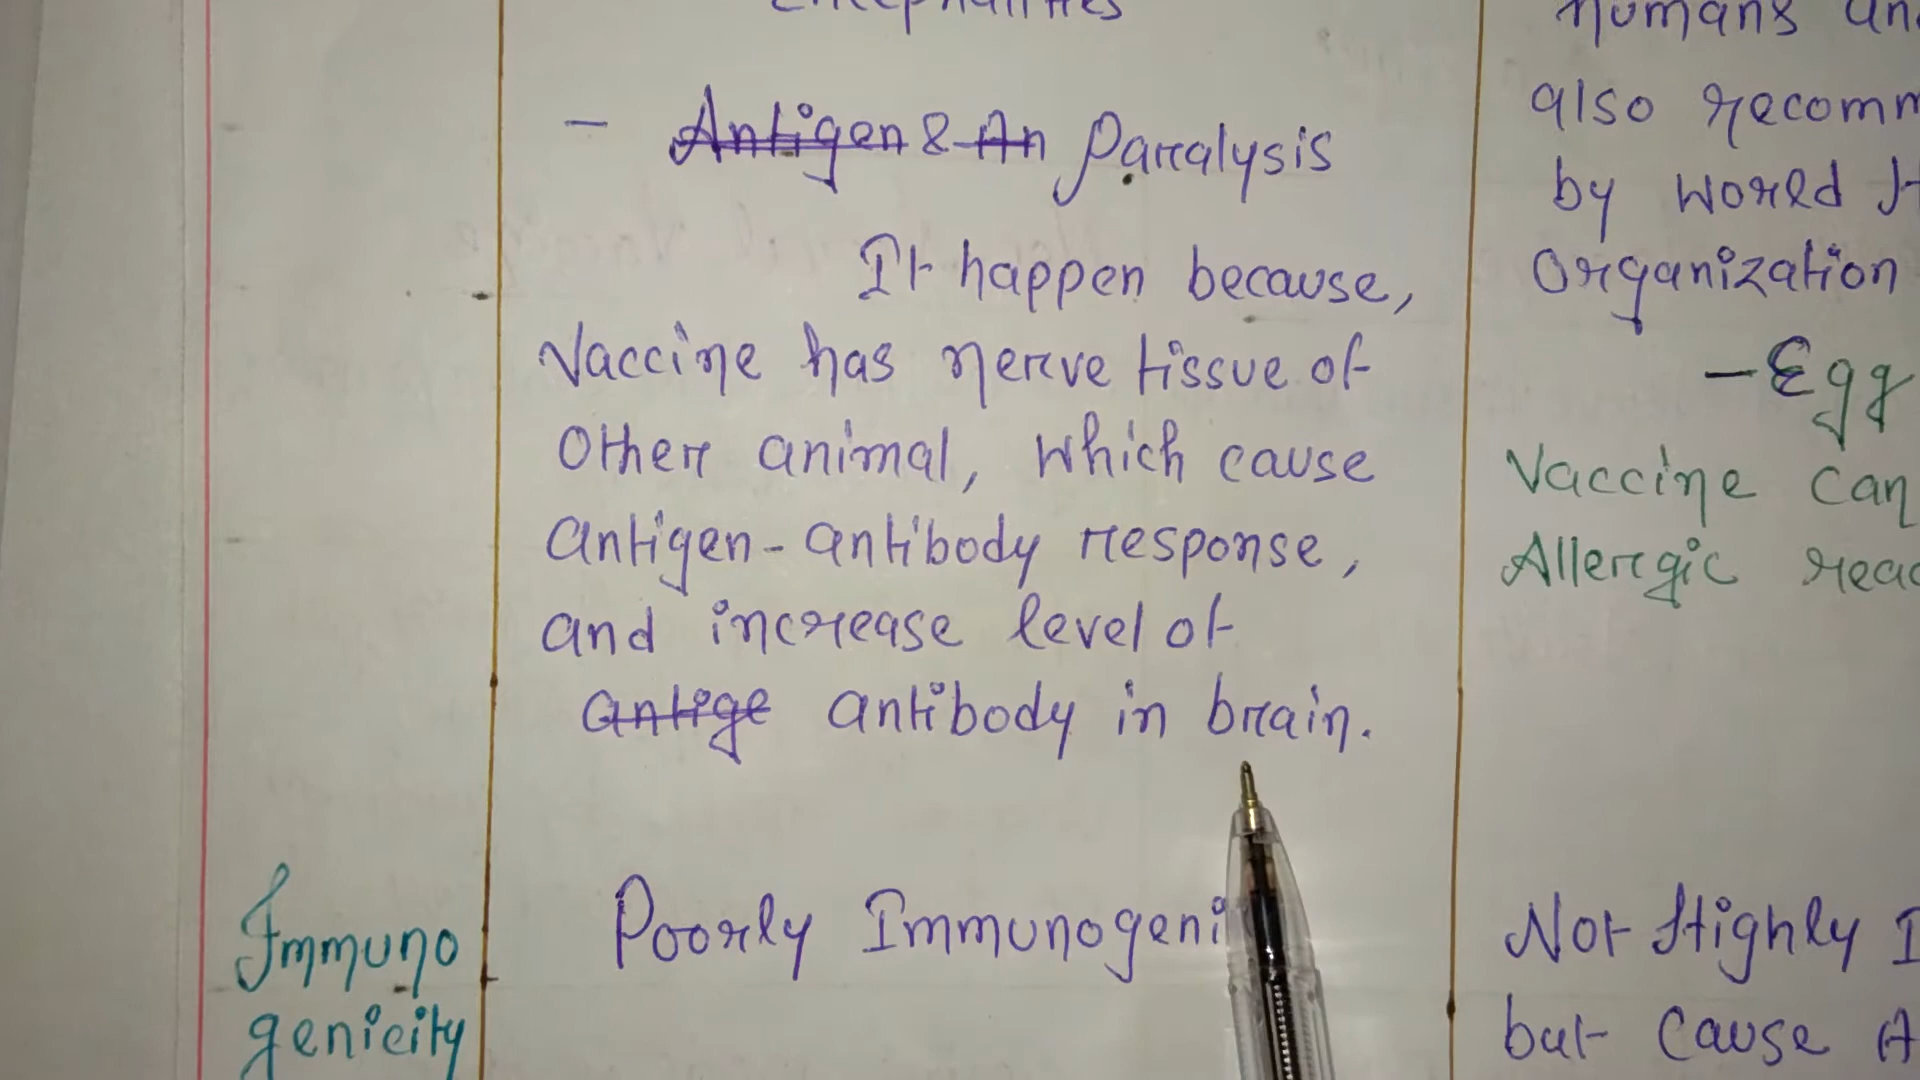 Encephalities
- Antigen & An Paralysis
It happen because,
Vaccine has nerve tissue of
Other animal, which cause
antigen-antibody response,
and increase level of
antige antibody in brain.
Immuno
genicity
Poorly Immunogeni
humans an
also recomm
by World H
Organization
- Egg
Vaccine can
Allergic reac
Not Highly I
but cause A